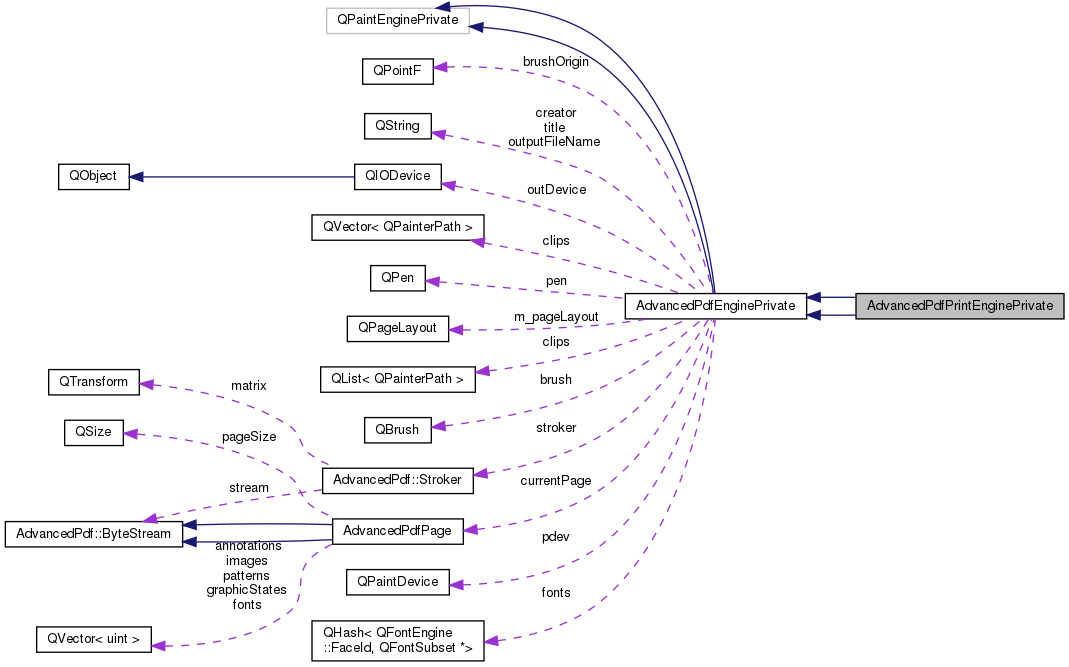 QPaintEnginePrivate
brushOrigin
QPointF
creator
title
outputFileName
QString
QObject
QIODevice
outDevice
QVector< QPainterPath >
clips
QPen
pen
AdvancedPdfEnginePrivate
AdvancedPdfPrintEnginePrivate
QPageLayout
m_pageLayout
clips
QList< QPainterPath >
QTransform
matrix
brush
QBrush
QSize
pageSize
stroker
AdvancedPdf::Stroker
stream
currentPage
AdvancedPdf::ByteStream
AdvancedPdfPage
annotations
images
patterns
graphicStates
fonts
pdev
QPaintDevice
fonts
QVector< uint >
QHash< QFontEngine
::FaceId, QFontSubset *>